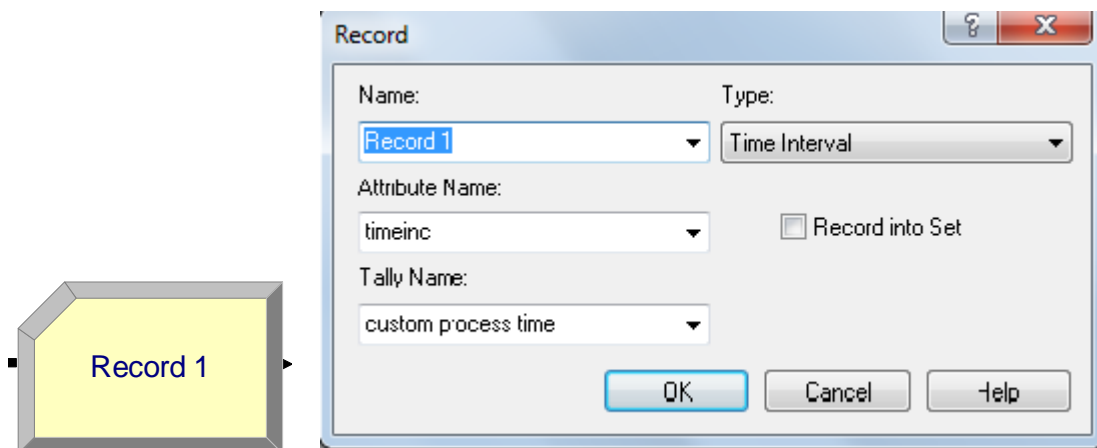 Record
Name:
Type:
Record 1
Time Interval
Attribute Name:
timeinc
Record into Set
Tally Name:
custom process time
OK
Cancel
Help
Record 1